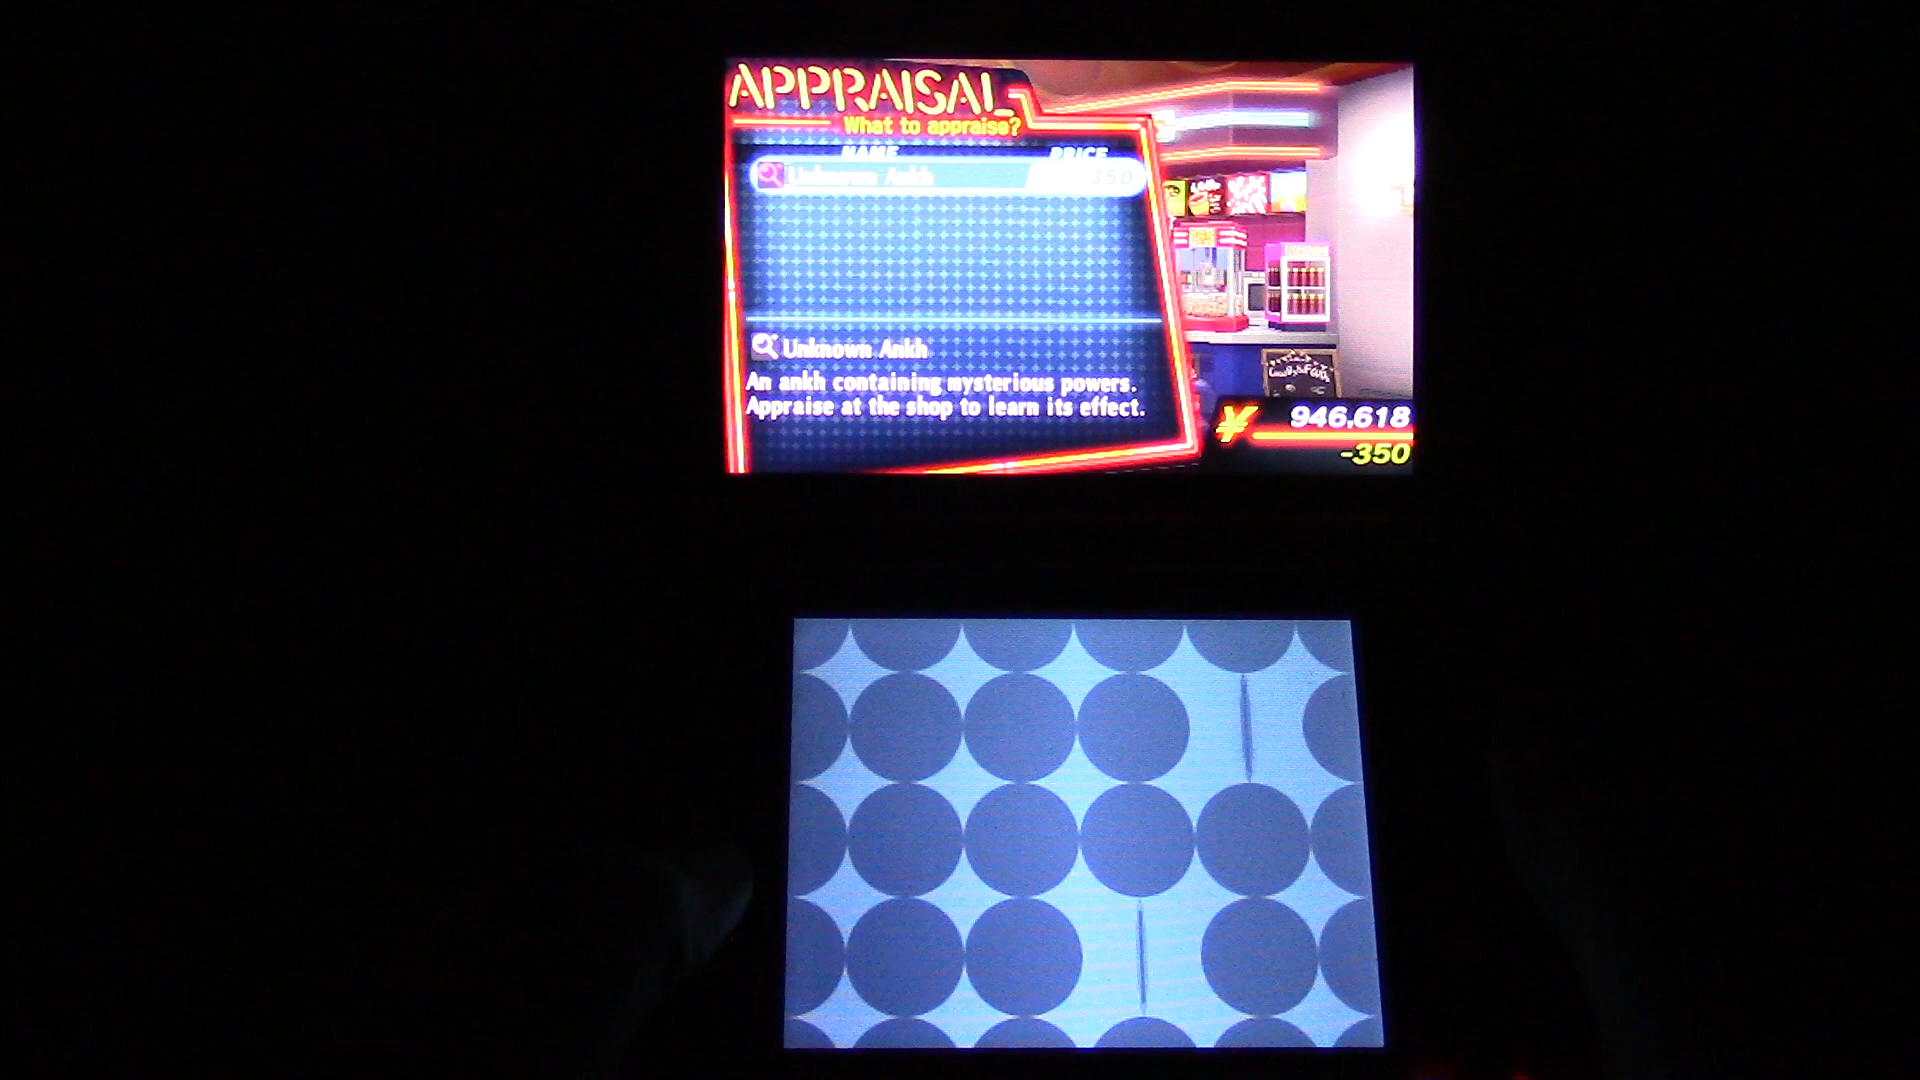 APPRAISAL
What to appraise?
NAME PRICE
Unknown Ankh 350
Unknown Ankh
An ankh containing mysterious powers.
Appraise at the shop to learn its effect.
¥ 946,618
-350